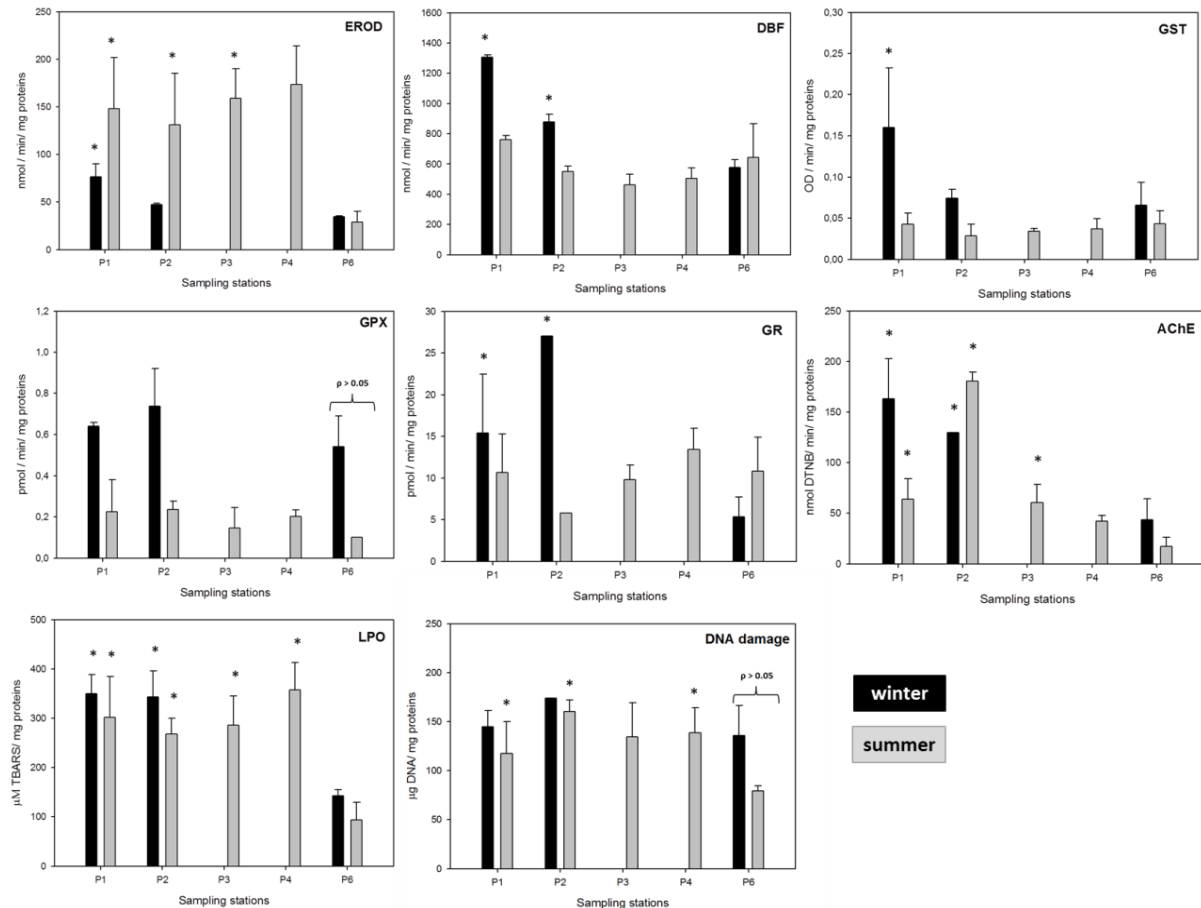 EROD
nmol / min/ mg proteins
250
200
150
100
50
0
* * * *
P1 P2 P3 P4 P6
Sampling stations
DBF
nmol / min/ mg proteins
1600
1400
1200
1000
800
600
400
200
0
* *
P1 P2 P3 P4 P6
Sampling stations
GST
OD / min/ mg proteins
0,30
0,25
0,20
0,15
0,10
0,05
0,00
*
P1 P2 P3 P4 P6
Sampling stations
GPX
pmol / min/ mg proteins
1,2
1,0
0,8
0,6
0,4
0,2
0,0
ρ > 0.05
P1 P2 P3 P4 P6
Sampling stations
GR
pmol / min/ mg proteins
30
25
20
15
10
5
0
* *
P1 P2 P3 P4 P6
Sampling stations
AChE
nmol DTNB/ min/ mg proteins
250
200
150
100
50
0
* * * * *
P1 P2 P3 P4 P6
Sampling stations
LPO
µM TBARS/ mg proteins
500
400
300
200
100
0
* * * * * *
P1 P2 P3 P4 P6
Sampling stations
DNA damage
µg DNA/ mg proteins
250
200
150
100
50
0
* * *
ρ > 0.05
P1 P2 P3 P4 P6
Sampling stations
winter
summer